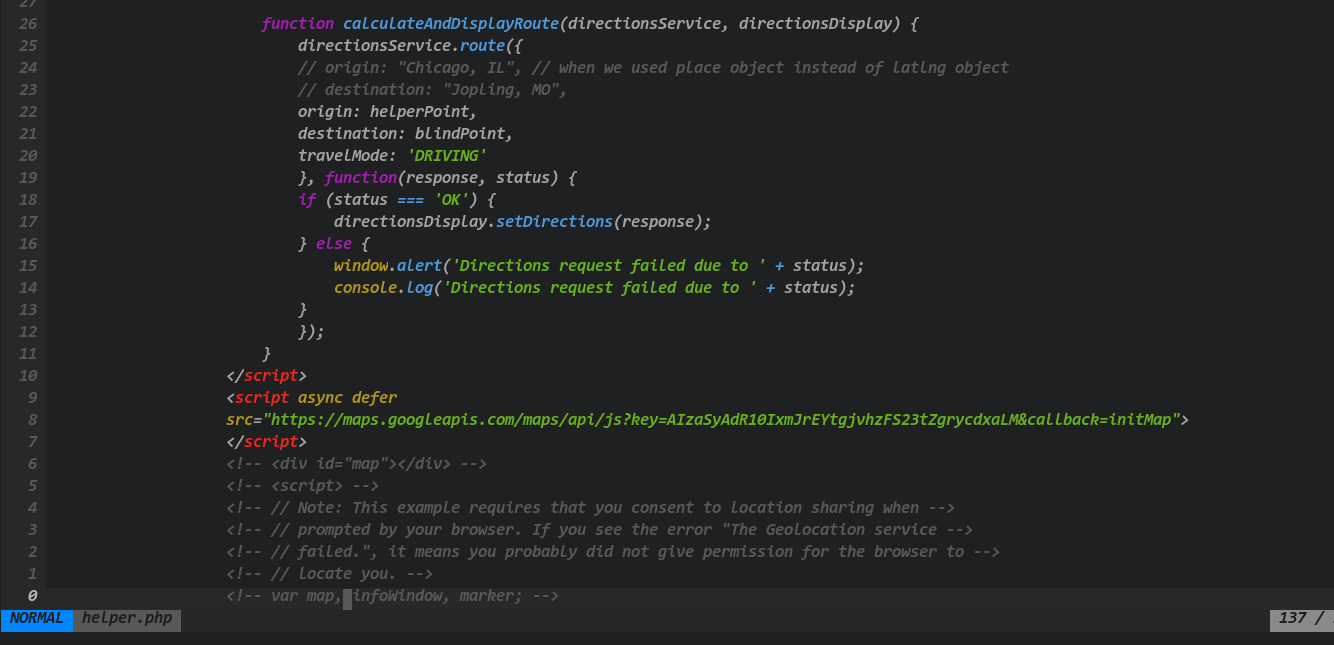 27
26 function calculateAndDisplayRoute(directionsService, directionsDisplay) {
25 directionsService.route({
24 // origin: "Chicago, IL", // when we used place object instead of latlng object
23 // destination: "Jopling, MO",
22 origin: helperPoint,
21 destination: blindPoint,
20 travelMode: 'DRIVING'
19 }, function(response, status) {
18 if (status === 'OK') {
17 directionsDisplay.setDirections(response);
16 } else {
15 window.alert('Directions request failed due to ' + status);
14 console.log('Directions request failed due to ' + status);
13 }
12 });
11 }
10 </script>
9 <script async defer
8 src="https://maps.googleapis.com/maps/api/js?key=AIzaSyAdR10IxmJrEYtgjvhzFS23tZgrycdxaLM&callback=initMap">
7 </script>
6 <!-- <div id="map"></div> -->
5 <!-- <script> -->
4 <!-- // Note: This example requires that you consent to location sharing when -->
3 <!-- // prompted by your browser. If you see the error "The Geolocation service -->
2 <!-- // failed.", it means you probably did not give permission for the browser to -->
1 <!-- // locate you. -->
0 <!-- var map, infoWindow, marker; -->
NORMAL helper.php 137 /